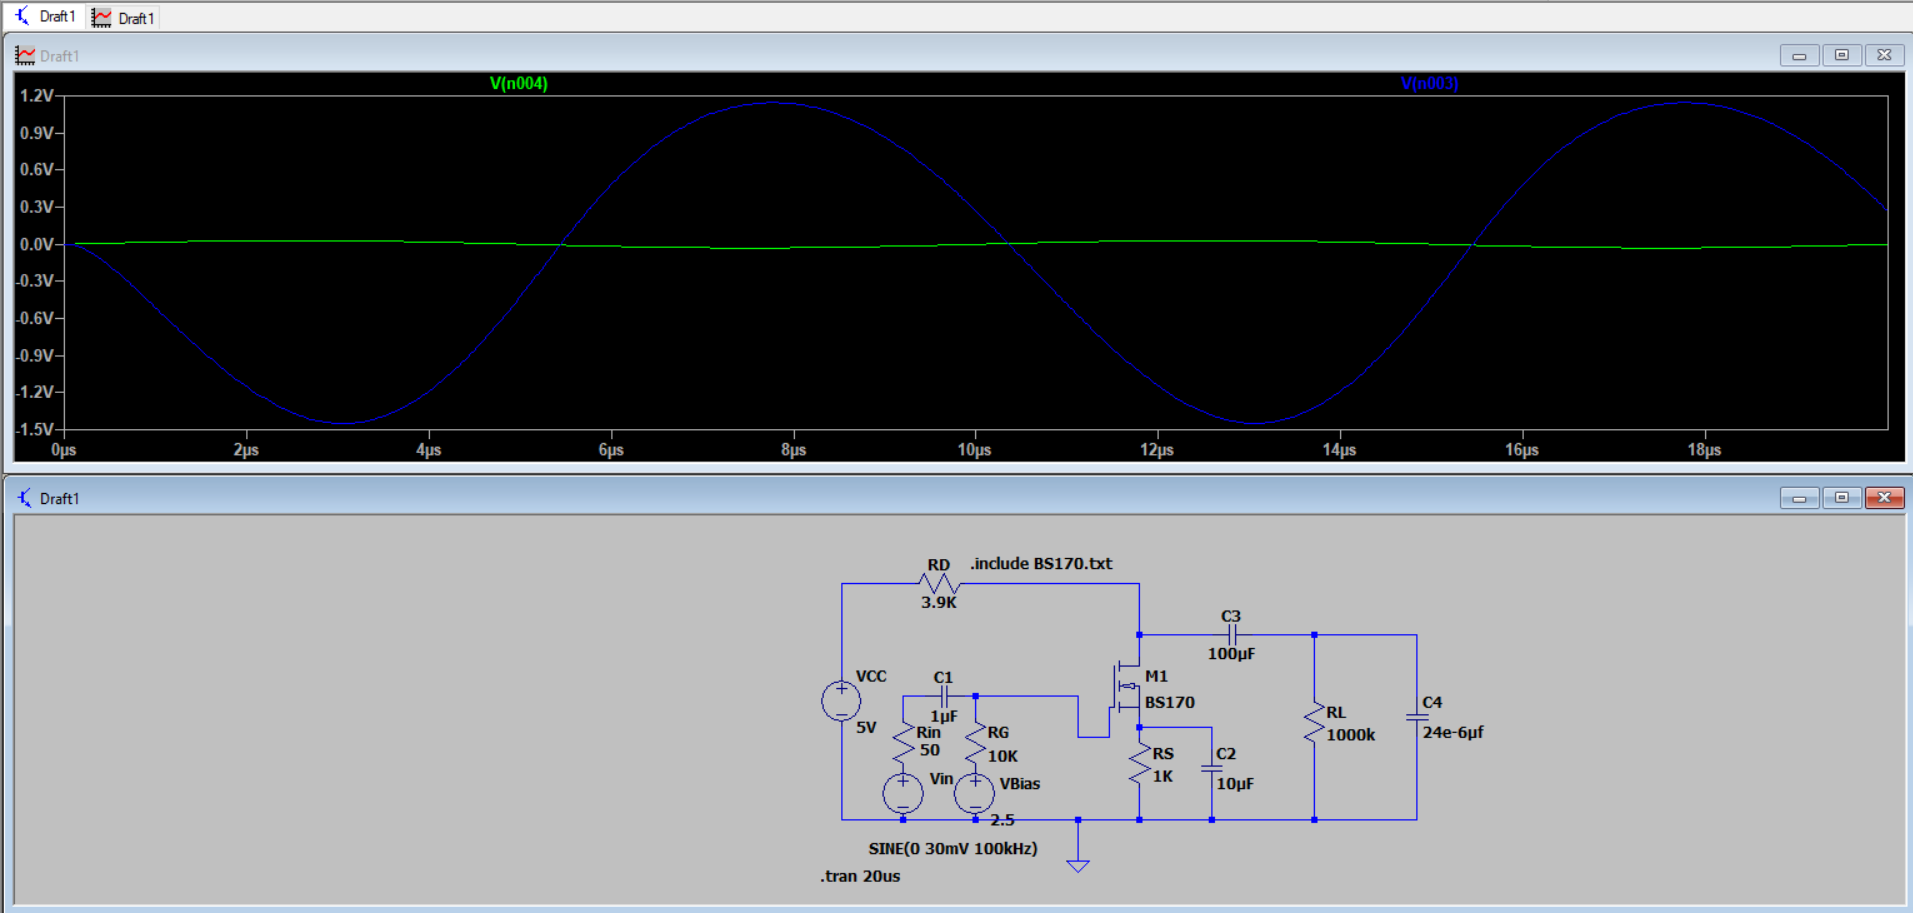 Draft1 Draft1
Draft1
V(n004) V(n003)
1.2V
0.9V
0.6V
0.3V
0.0V
-0.3V
-0.6V
-0.9V
-1.2V
-1.5V
0µs 2µs 4µs 6µs 8µs 10µs 12µs 14µs 16µs 18µs
Draft1
RD .include BS170.txt
3.9K
C3
100µF
VCC
5V
C1
1µF
M1
BS170
Rin
50
RG
10K
RL
1000k
C4
24e-6µf
Vin
VBias
2.5
RS
1K
C2
10µF
SINE(0 30mV 100kHz)
.tran 20us